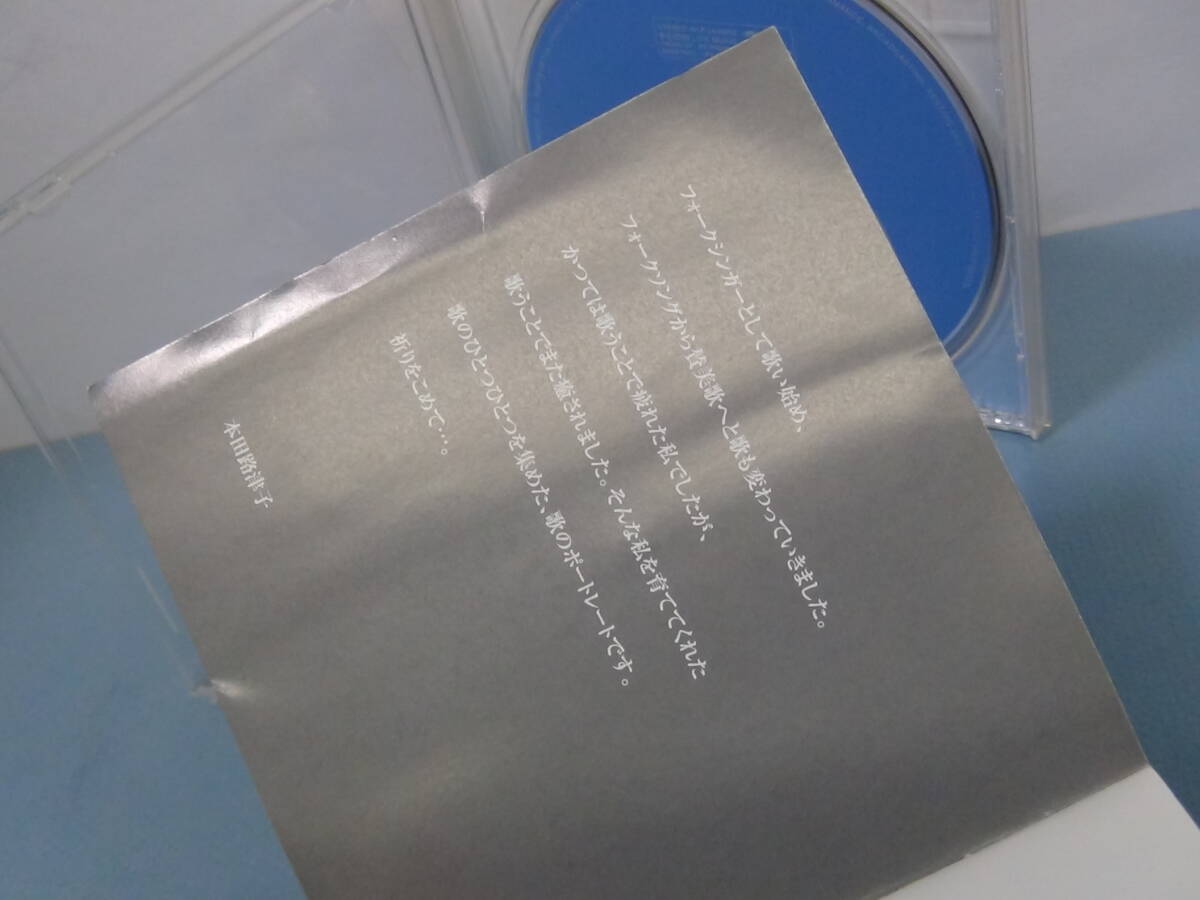 フォークシンガーとして歌い始め、
フォークソングから賛美歌へと歌も変わっていきました。
かつては歌うことで疲れた私でしたが、
歌うことでまた癒されました。そんな私を育ててくれた
歌のひとつひとつを集めた、歌のポートレートです。
祈りをこめて…。
本田路津子